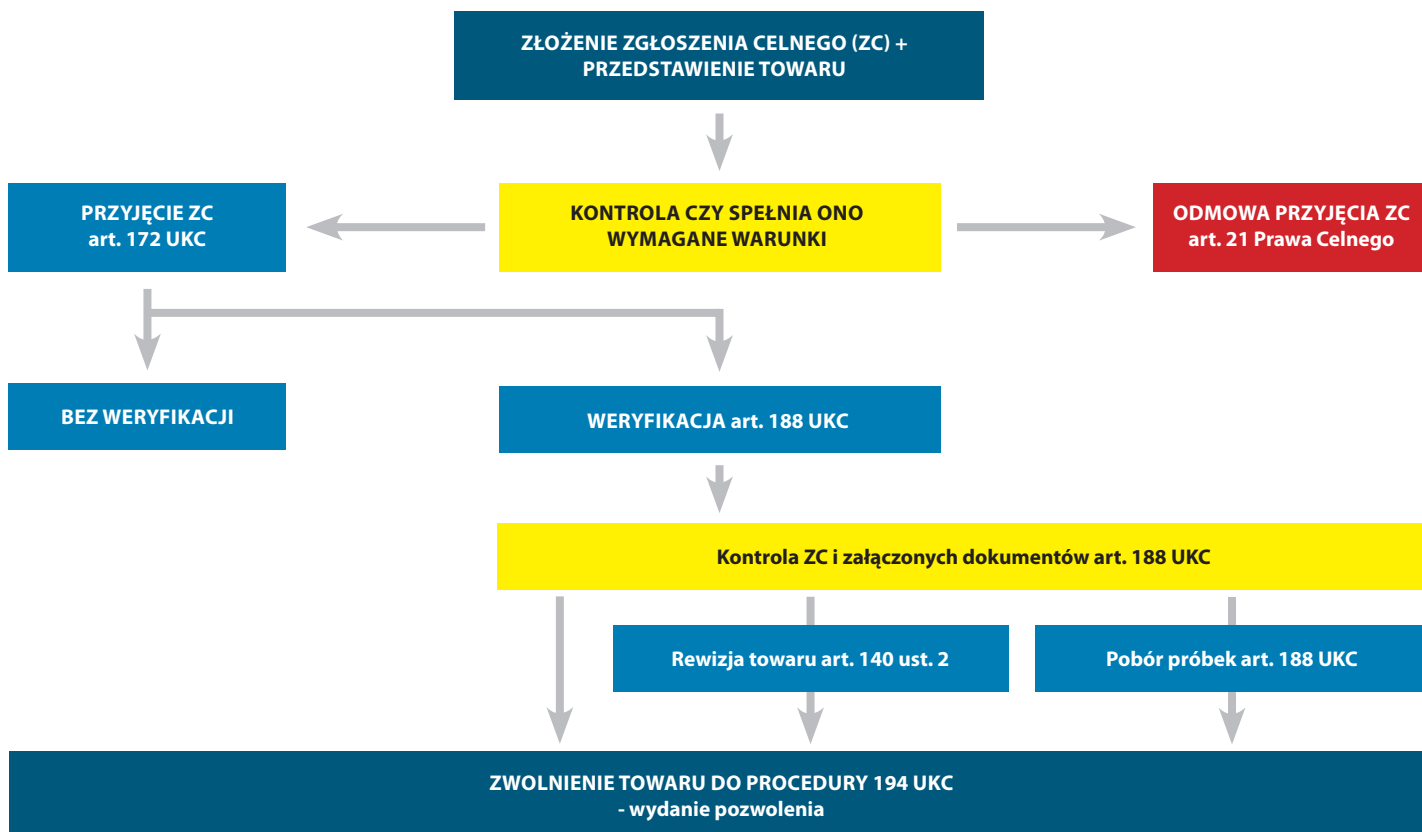 ZŁOŻENIE ZGŁOSZENIA CELNEGO (ZC) +
PRZEDSTAWIENIE TOWARU
PRZYJĘCIE ZC
art. 172 UKC
KONTROLA CZY SPEŁNIA ONO
WYMAGANE WARUNKI
ODMOWA PRZYJĘCIA ZC
art. 21 Prawa Celnego
BEZ WERYFIKACJI
WERYFIKACJA art. 188 UKC
Kontrola ZC i załączonych dokumentów art. 188 UKC
Rewizja towaru art. 140 ust. 2
Pobór próbek art. 188 UKC
ZWOLNIENIE TOWARU DO PROCEDURY 194 UKC
- wydanie pozwolenia